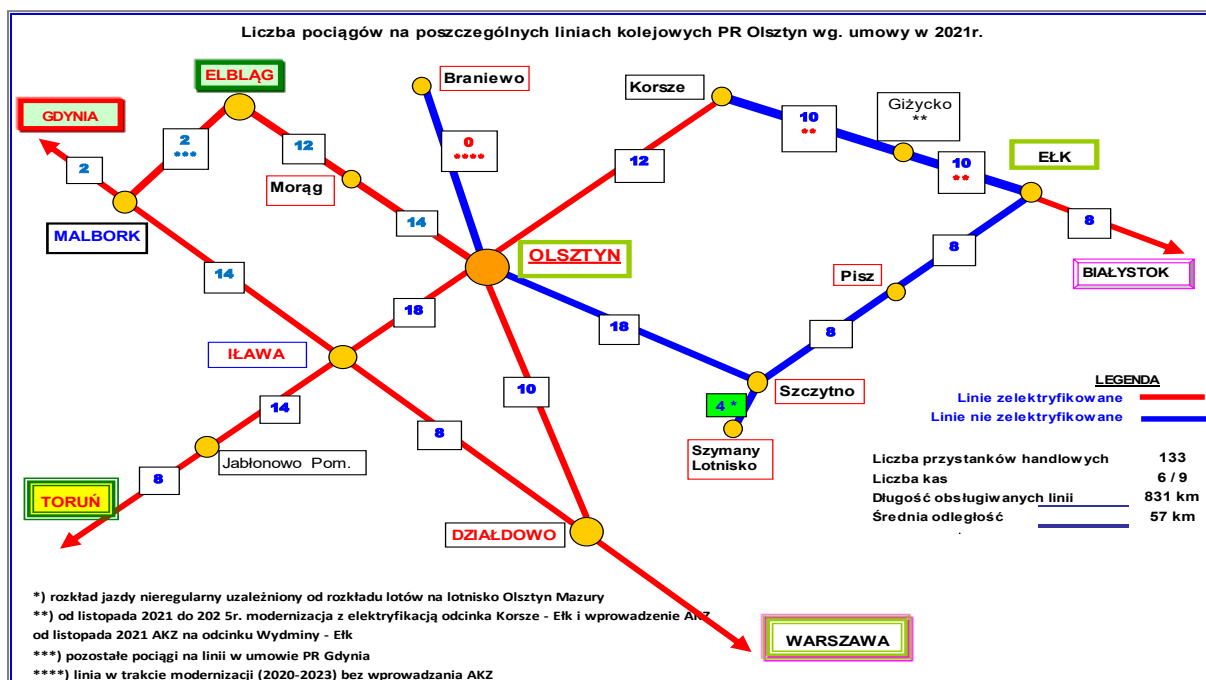 Liczba pociągów na poszczególnych liniach kolejowych PR Olsztyn wg. umowy w 2021r.
ELBLĄG
Braniewo
Korsze
Giżycko
**
GDYNIA
10
**
2
***
12
0
****
12
10
**
EŁK
2
Morąg
MALBORK
14
8
8
OLSZTYN
BIAŁYSTOK
14
Pisz
18
18
8
IŁAWA
10
Szczytno
LEGENDA
Linie zelektryfikowane
Linie nie zelektryfikowane
14
4 *
8
Szymany
Lotnisko
Jabłonowo Pom.
8
Liczba przystanków handlowych 133
Liczba kas 6 / 9
Długość obsługiwanych linii 831 km
Średnia odległość 57 km
TORUŃ
DZIAŁDOWO
*) rozkład jazdy nieregularny uzależniony od rozkładu lotów na lotnisko Olsztyn Mazury
**) od listopada 2021 do 202 5r. modernizacja z elektryfikacją odcinka Korsze - Ełk i wprowadzenie AKZ
od listopada 2021 AKZ na odcinku Wydminy - Ełk
***) pozostałe pociągi na linii w umowie PR Gdynia
****) linia w trakcie modernizacji (2020-2023) bez wprowadzania AKZ
WARSZAWA